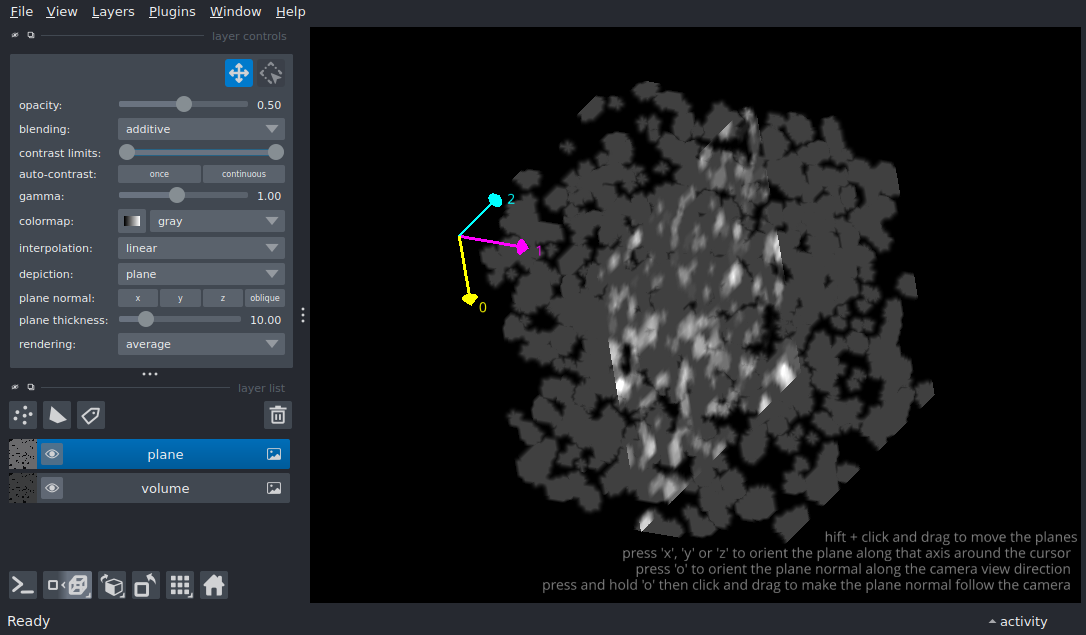 File View Layers Plugins Window Help
layer controls
opacity: 0.50
blending: additive
contrast limits:
auto-contrast: once continuous
gamma: 1.00
colormap: gray
interpolation: linear
depiction: plane
plane normal: x y z oblique
plane thickness: 10.00
rendering: average
layer list
plane
volume
2
1
0
hift + click and drag to move the planes
press 'x', 'y' or 'z' to orient the plane along that axis around the cursor
press 'o' to orient the plane normal along the camera view direction
press and hold 'o' then click and drag to make the plane normal follow the camera
Ready
activity